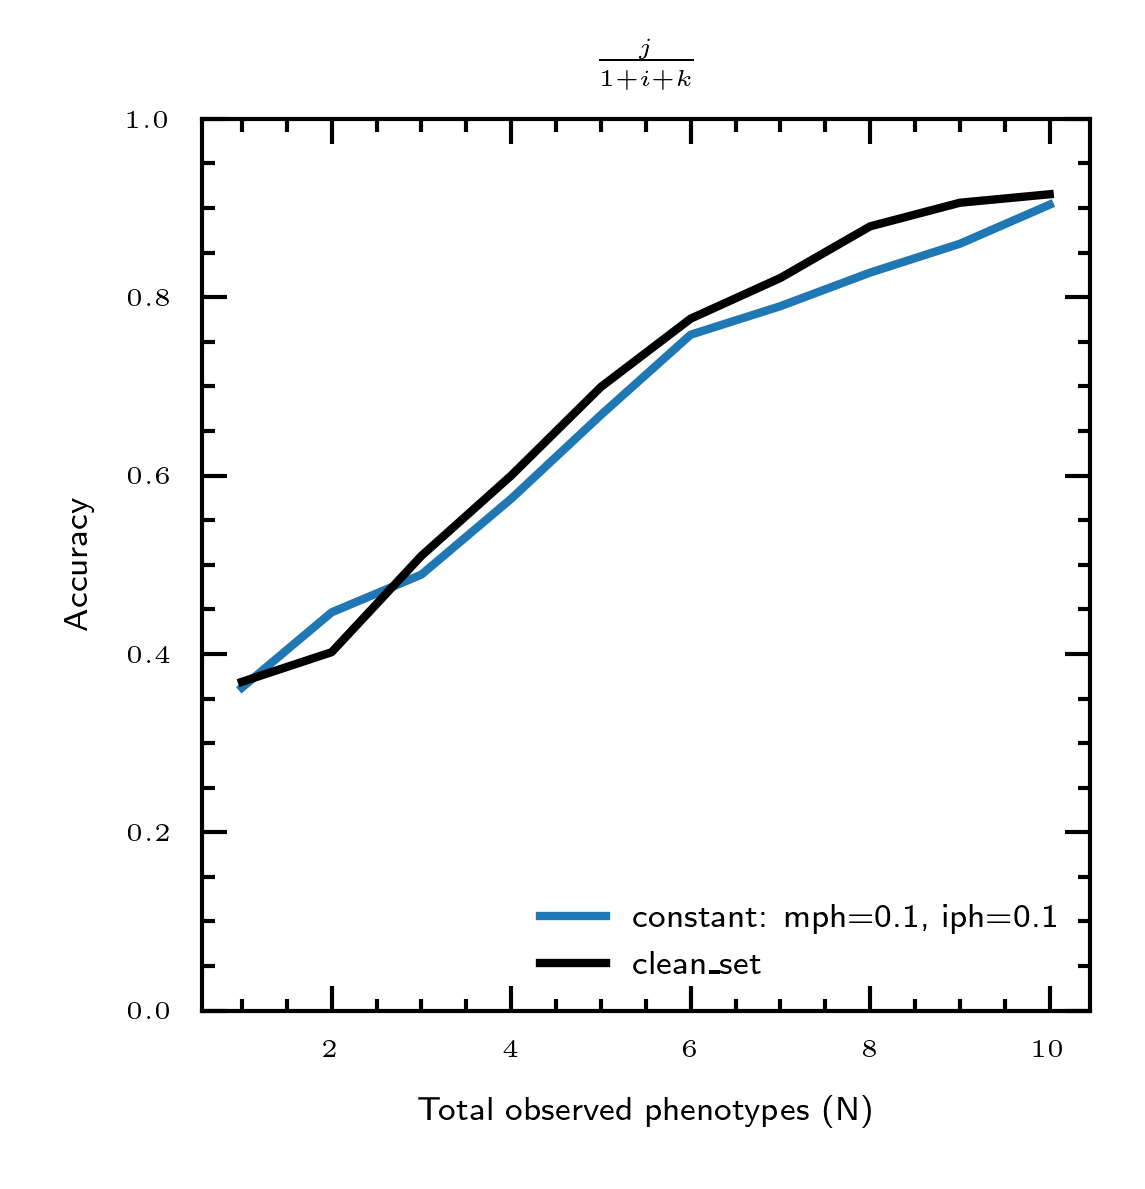 j
1+i+k
1.0
0.8
0.6
0.4
0.2
0.0
Accuracy
constant: mph=0.1, iph=0.1
clean_set
2 4 6 8 10
Total observed phenotypes (N)